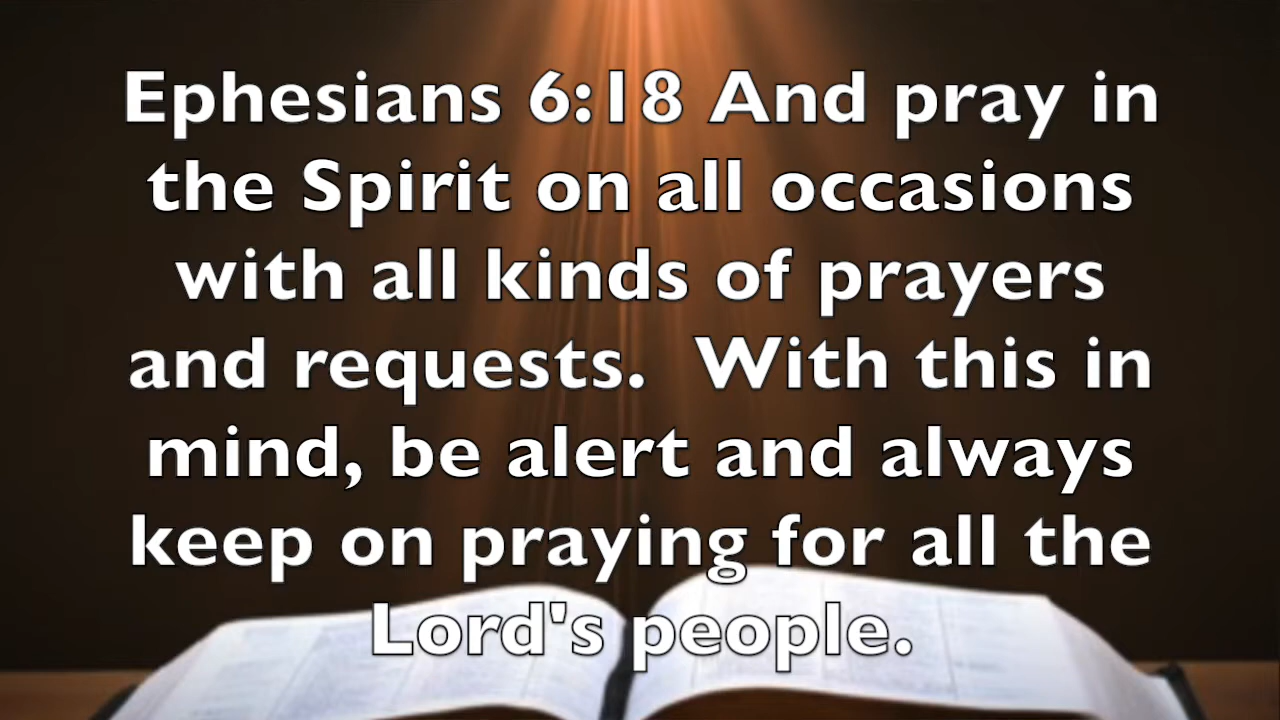 Ephesians 6:18 And pray in
the Spirit on all occasions
with all kinds of prayers
and requests.  With this in
mind, be alert and always
keep on praying for all the
Lord's people.